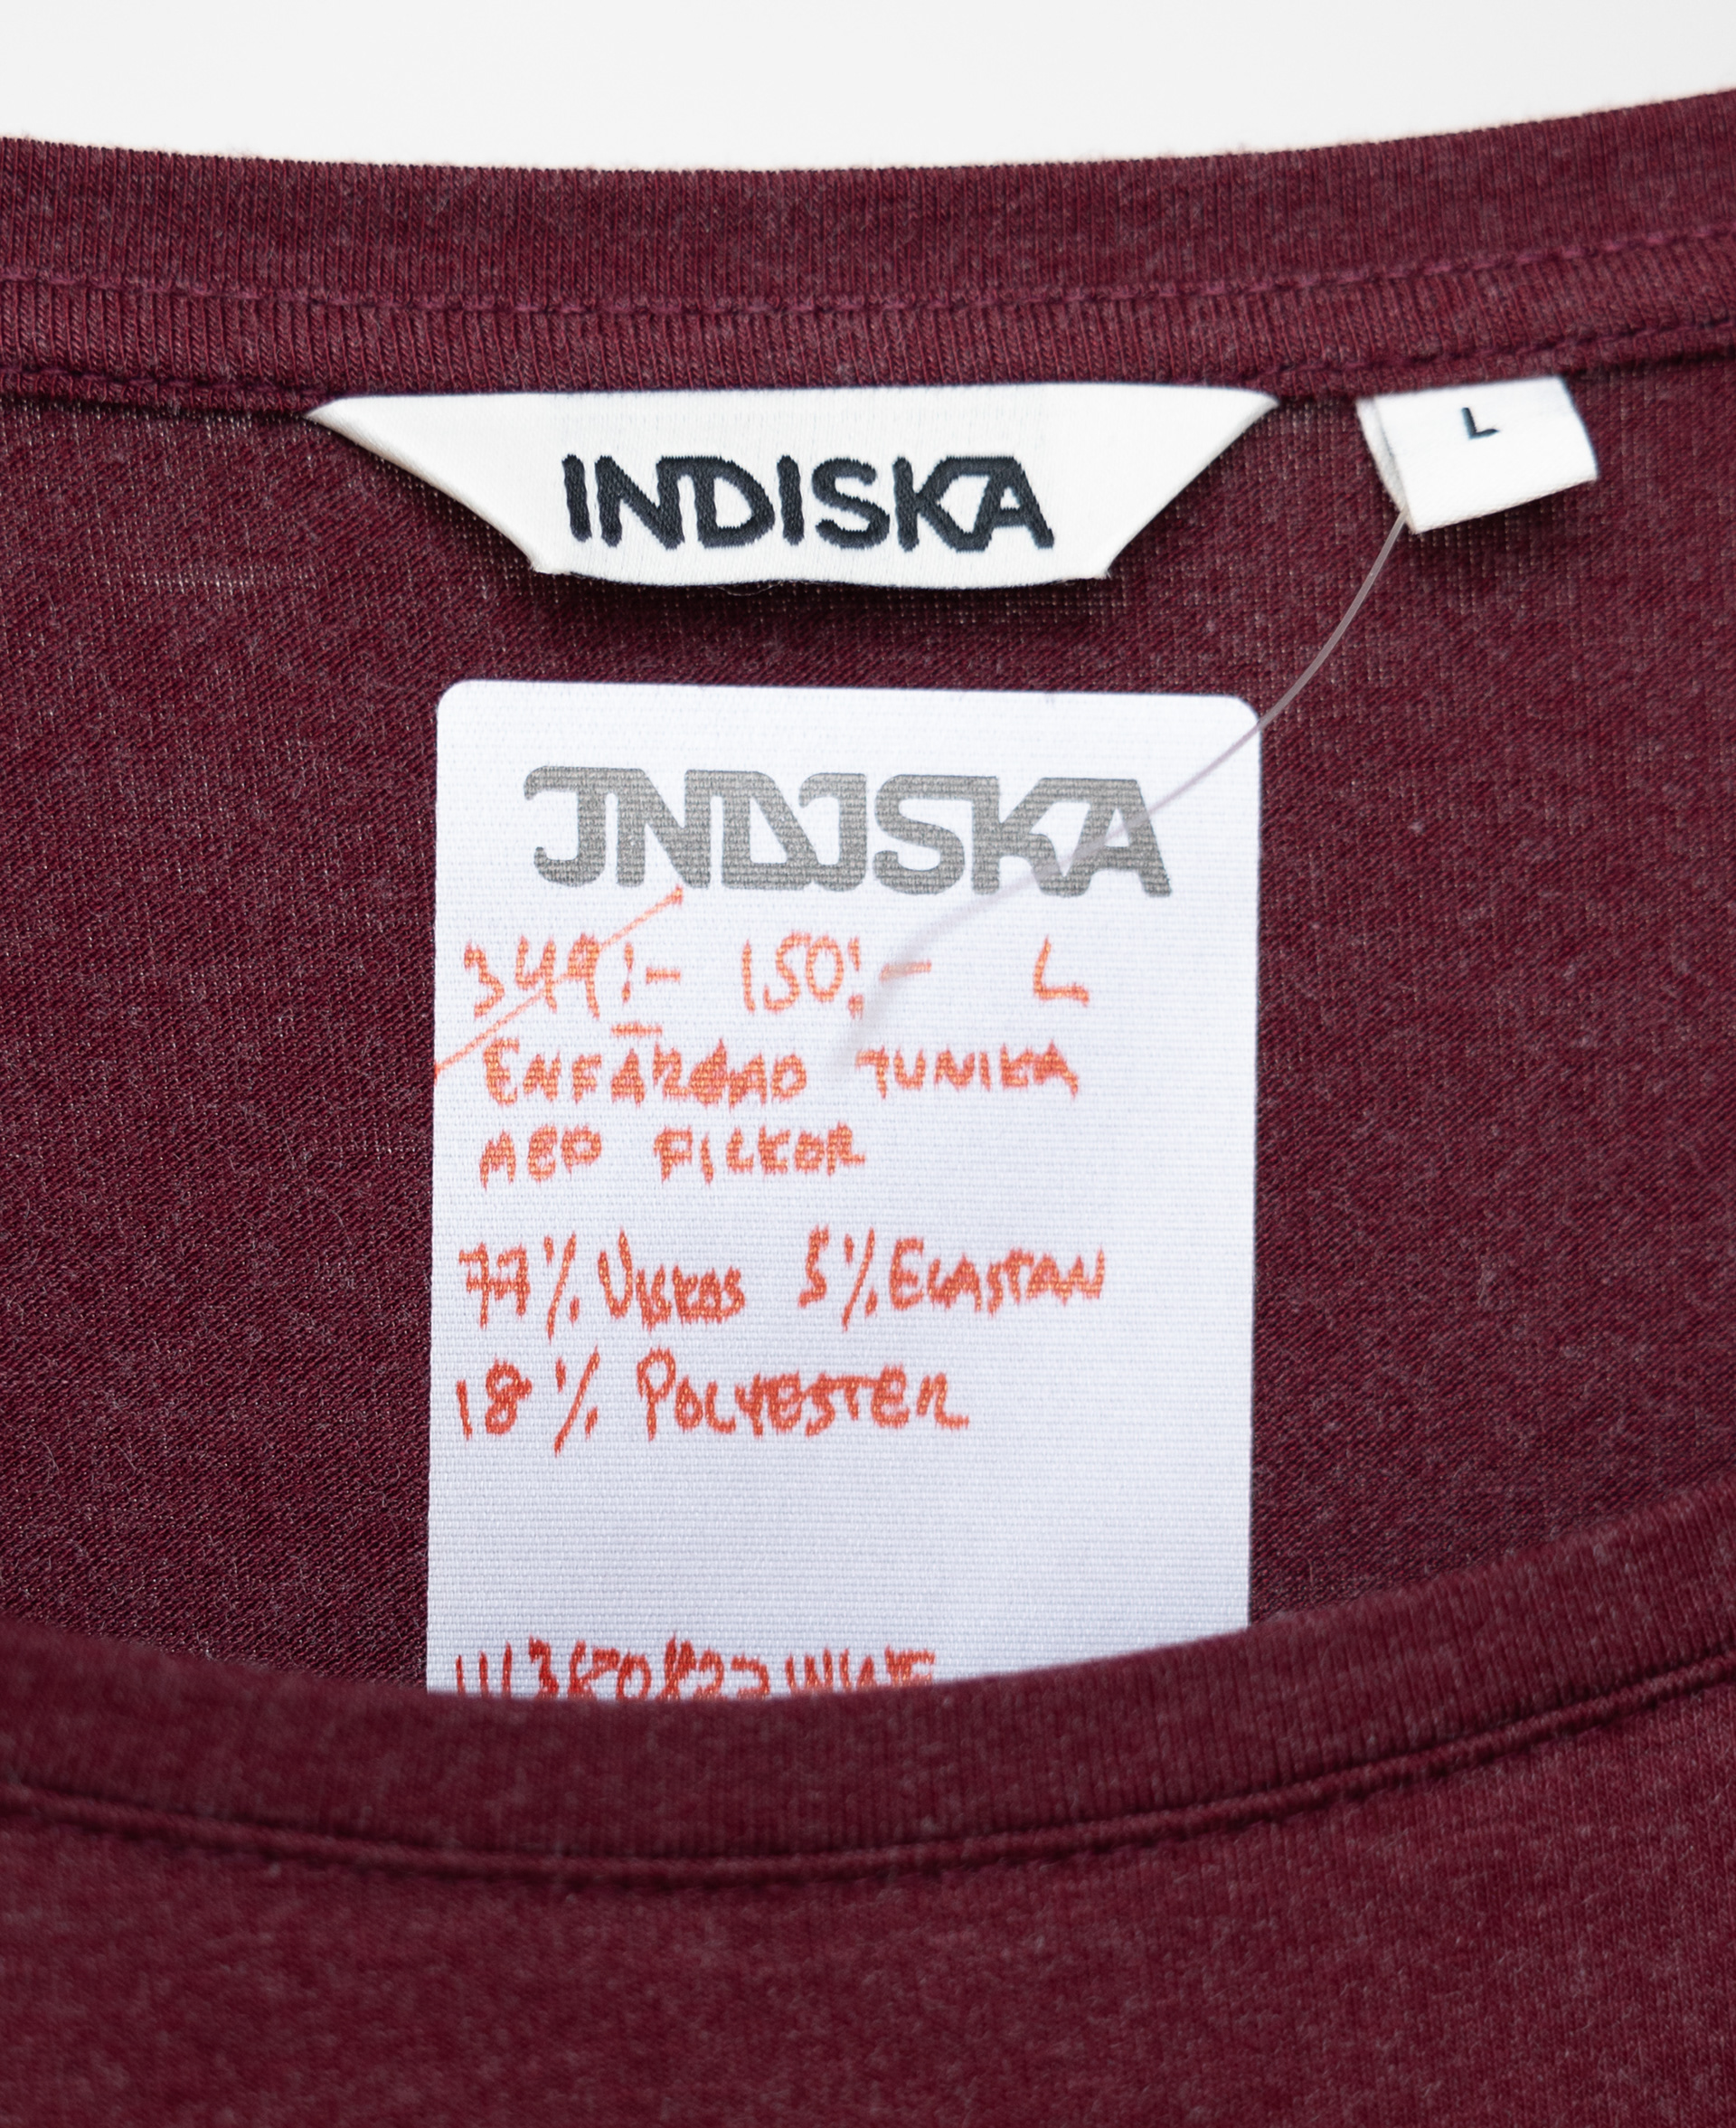 INDISKA
L
INDISKA
349:- 150:- L
ENFÄRGAD TUNIKA
MED FICKOR
77% VISKOS 5% ELASTAN
18% POLYESTER